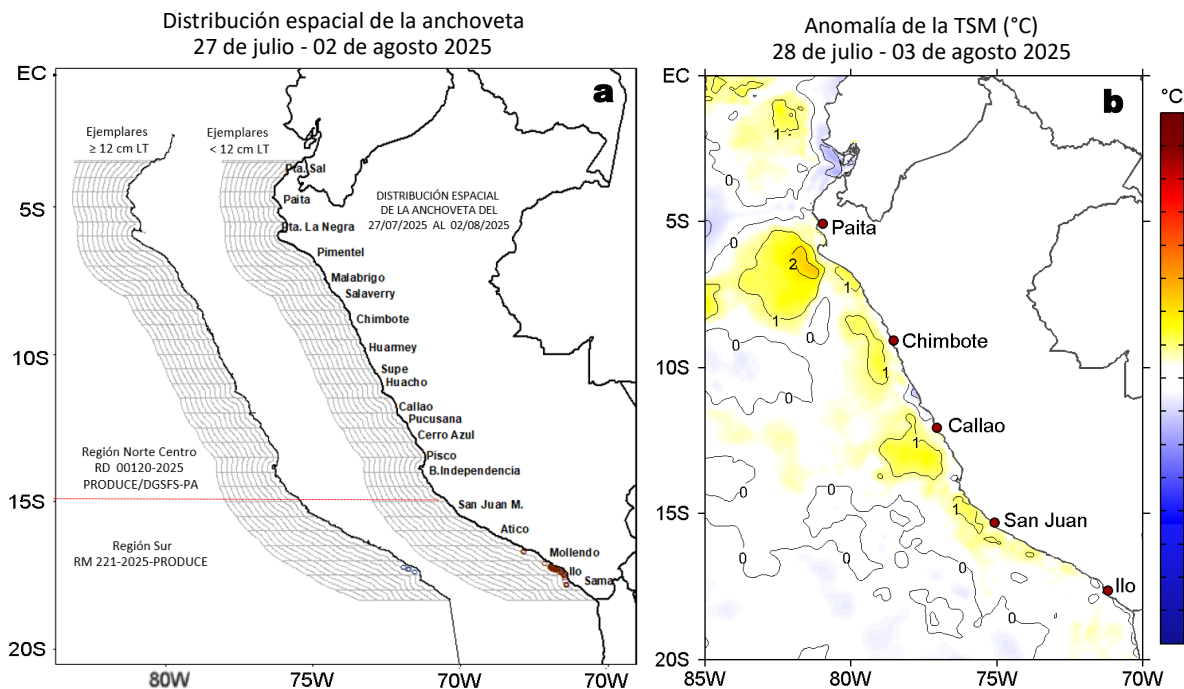 Distribución espacial de la anchoveta
27 de julio - 02 de agosto 2025
a
EC
5S
10S
15S
20S
80W
75W
70W
70W
Ejemplares
≥ 12 cm LT
Ejemplares
< 12 cm LT
DISTRIBUCIÓN ESPACIAL
DE LA ANCHOVETA DEL
27/07/2025 AL 02/08/2025
Pta. Sal
Paita
Pta. La Negra
Pimentel
Malabrigo
Salaverry
Chimbote
Huarmey
Supe
Huacho
Callao
Pucusana
Cerro Azul
Pisco
B.Independencia
San Juan M.
Atico
Mollendo
Ilo
Sama
Región Norte Centro
RD 00120-2025
PRODUCE/DGSFS-PA
Región Sur
RM 221-2025-PRODUCE
Anomalía de la TSM (°C)
28 de julio - 03 de agosto 2025
b
°C
EC
5S
10S
15S
20S
85W
80W
75W
70W
1
0
0
Paita
2
1
1
0
0
Chimbote
1
0
Callao
1
0
0
1
San Juan
0
0
Ilo
0
0